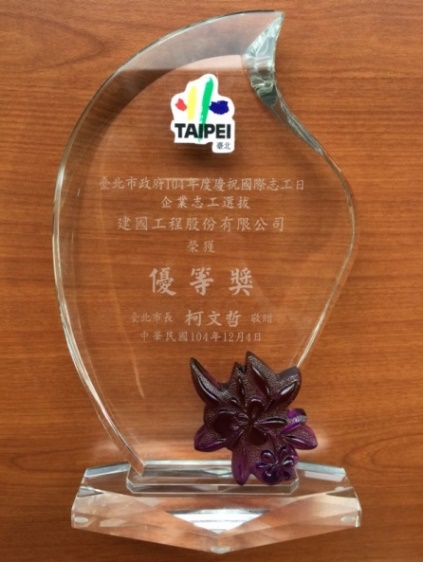 TAIPEI
臺北
臺北市政府104年度慶祝國際志工日
企業志工選拔
建國工程股份有限公司
榮獲
優等獎
臺北市長 柯文哲 敬贈
中華民國104年12月4日